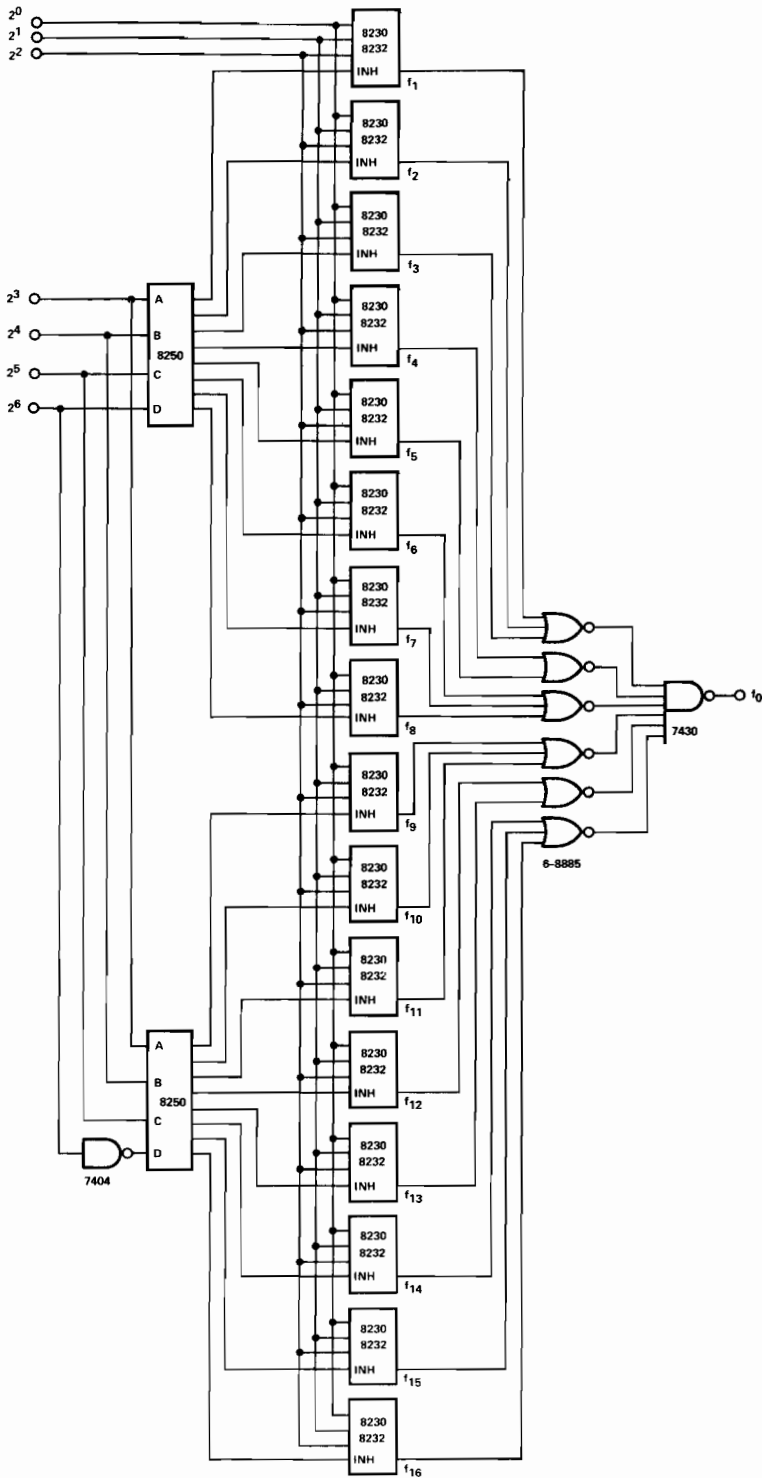 2⁰
2¹
2²
8230
8232
INH
f₁
8230
8232
INH
f₂
8230
8232
INH
f₃
2³
2⁴
2⁵
2⁶
A
B
8250
C
D
8230
8232
INH
f₄
8230
8232
INH
f₅
8230
8232
INH
f₆
8230
8232
INH
f₇
8230
8232
INH
f₈
f₀
7430
8230
8232
INH
f₉
6-8885
8230
8232
INH
f₁₀
8230
8232
INH
f₁₁
A
B
8250
C
D
7404
8230
8232
INH
f₁₂
8230
8232
INH
f₁₃
8230
8232
INH
f₁₄
8230
8232
INH
f₁₅
8230
8232
INH
f₁₆